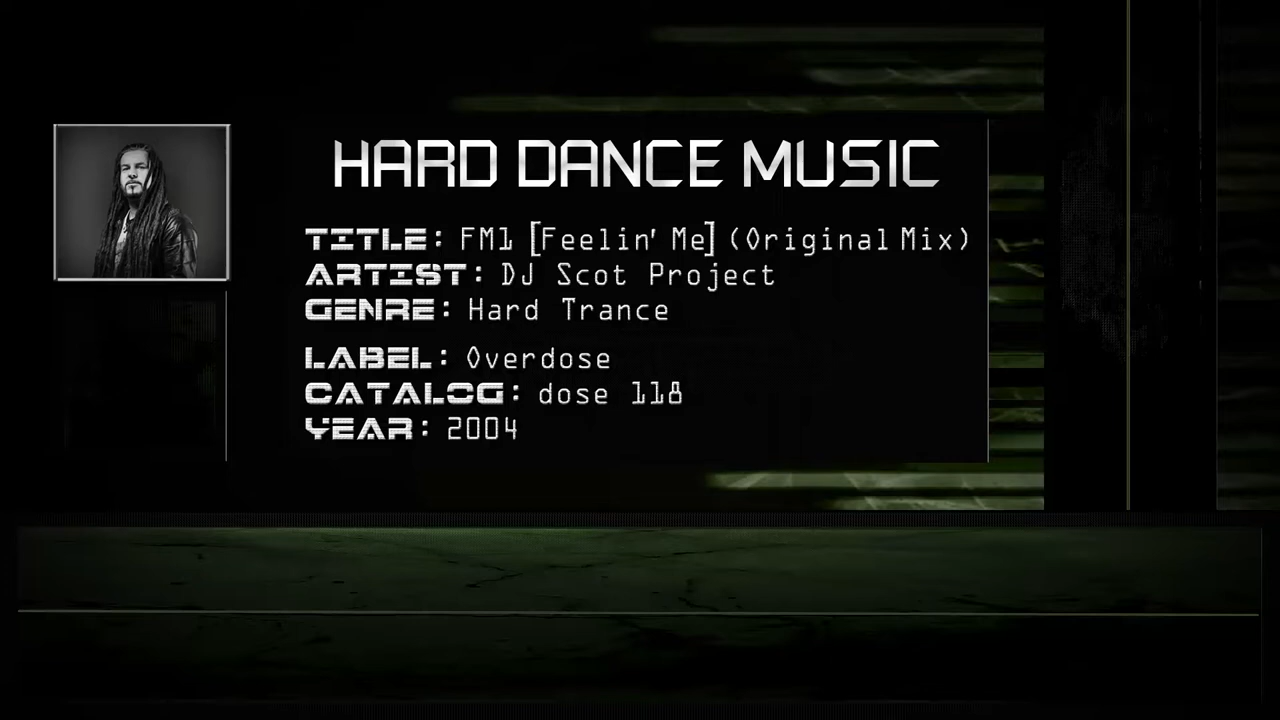 HARD DANCE MUSIC
TITLE: FM1 [Feelin' Me] (Original Mix)
ARTIST: DJ Scot Project
GENRE: Hard Trance
LABEL: Overdose
CATALOG: dose 118
YEAR: 2004